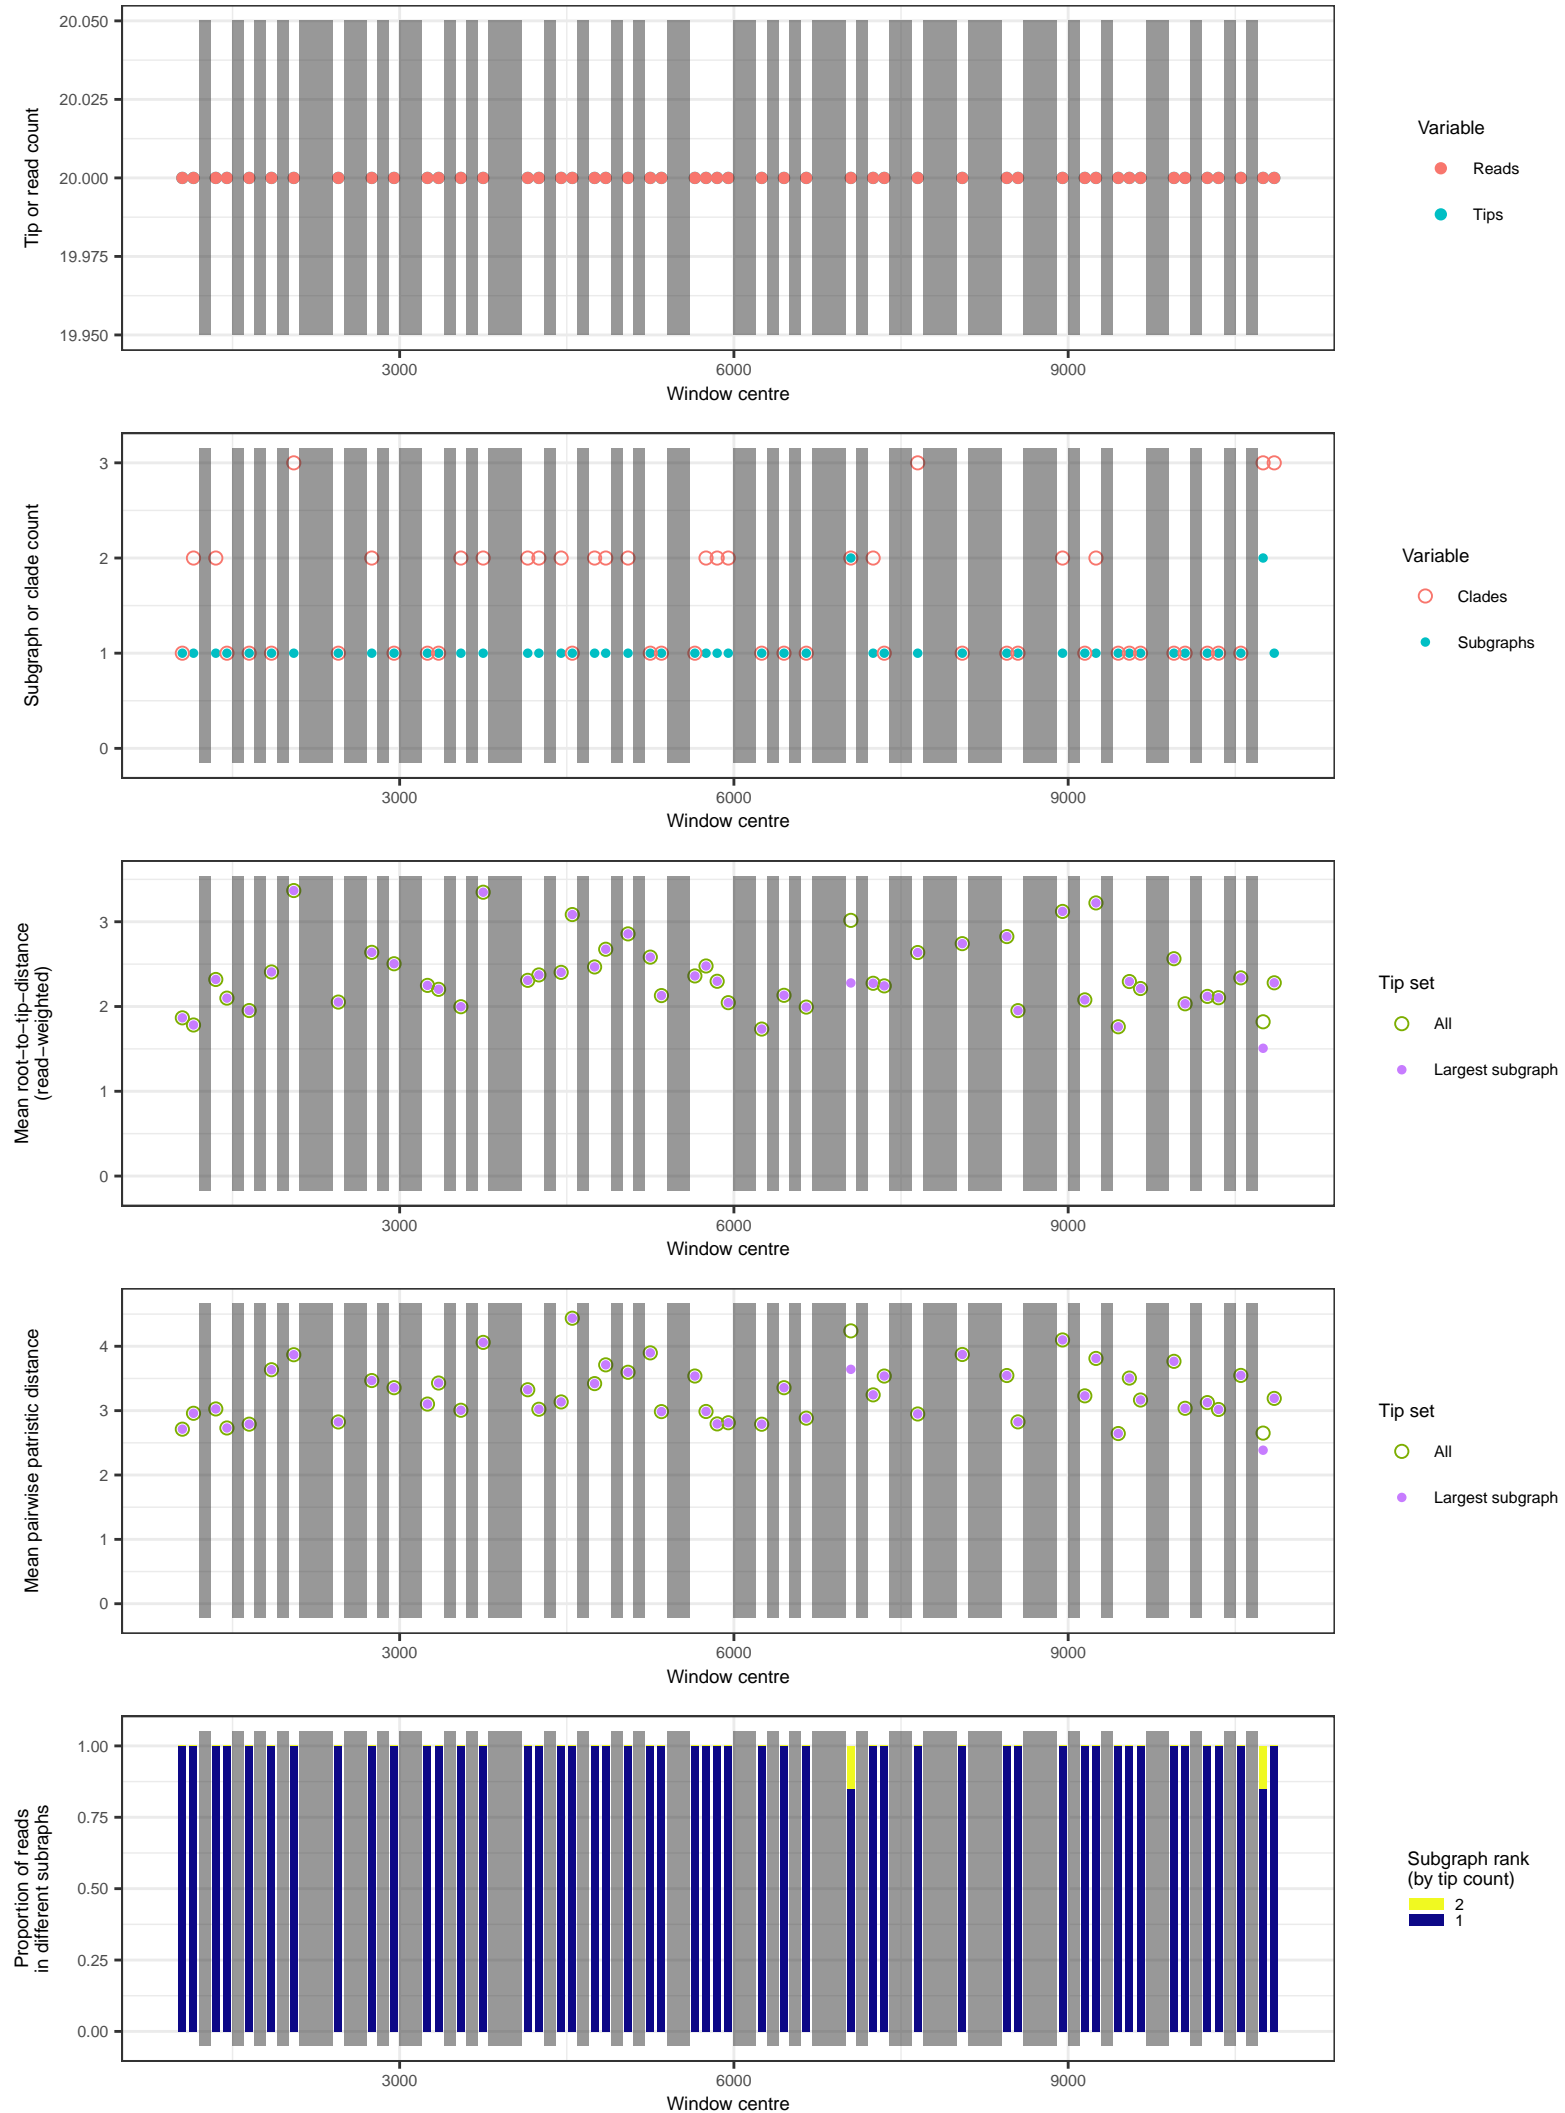 20.050
20.025
20.000
19.975
19.950
Tip or read count
3000 6000 9000
Window centre
Variable
Reads
Tips
3
2
1
0
Subgraph or clade count
3000 6000 9000
Window centre
Variable
Clades
Subgraphs
3
2
1
0
Mean root−to−tip−distance
(read−weighted)
3000 6000 9000
Window centre
Tip set
All
Largest subgraph
4
3
2
1
0
Mean pairwise patristic distance
3000 6000 9000
Window centre
Tip set
All
Largest subgraph
1.00
0.75
0.50
0.25
0.00
Proportion of reads
in different subraphs
3000 6000 9000
Window centre
Subgraph rank
(by tip count)
2
1